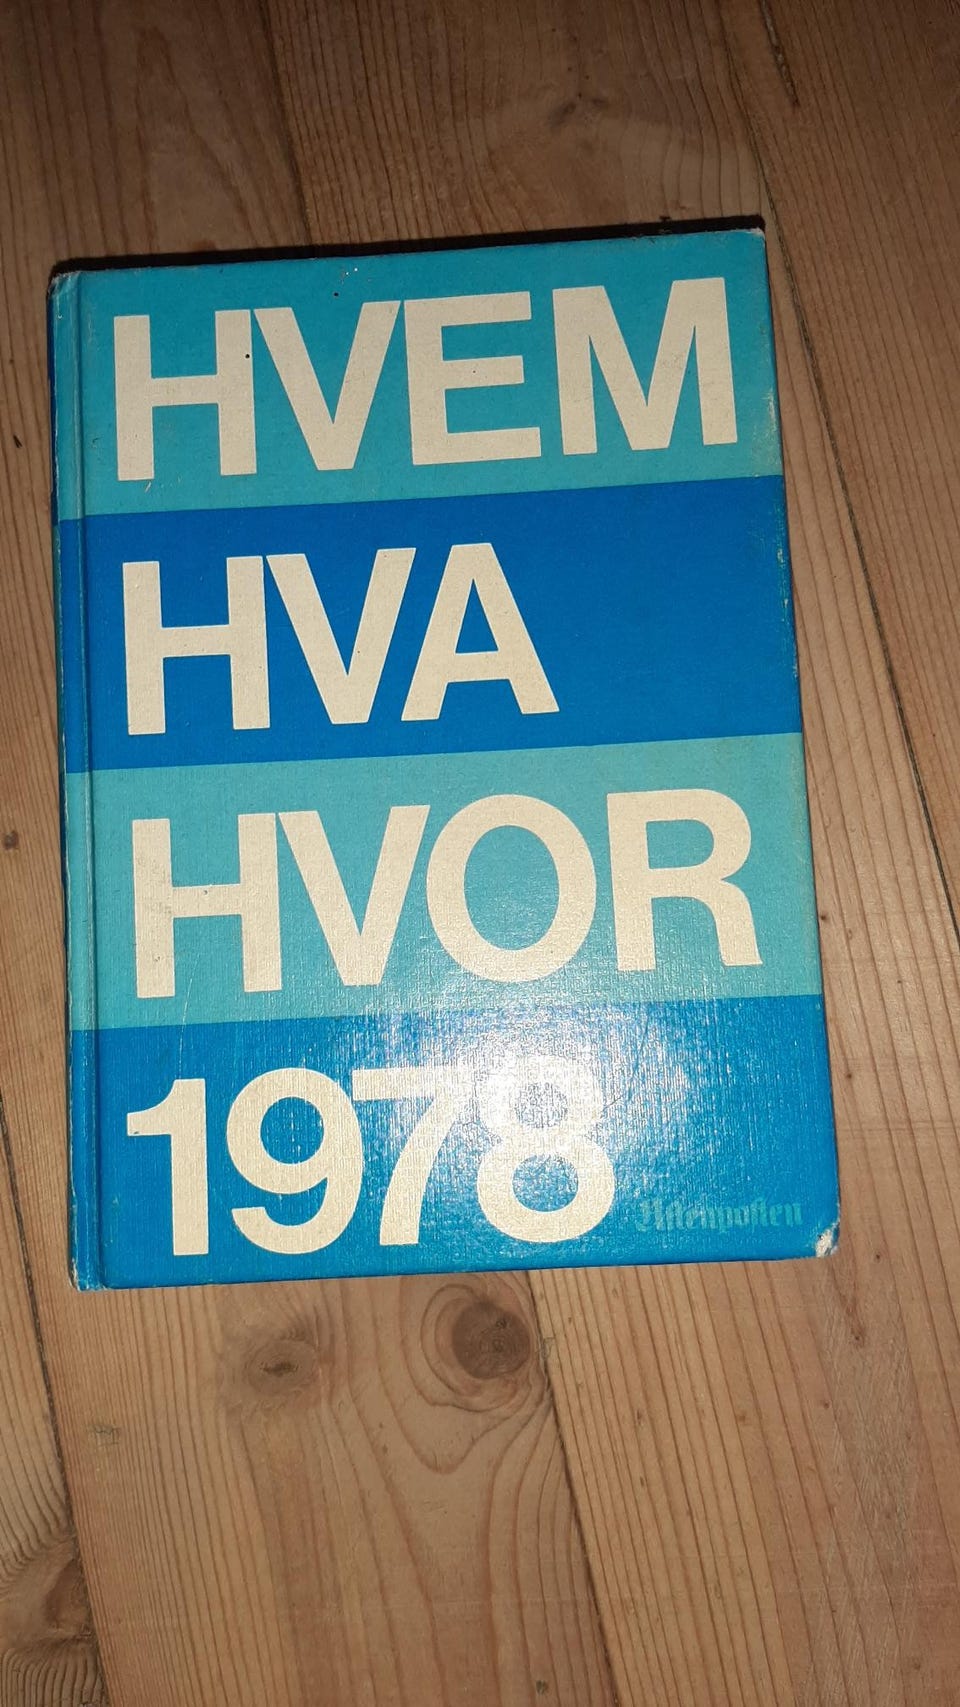 HVEM
HVA
HVOR
1978
Aftenposten